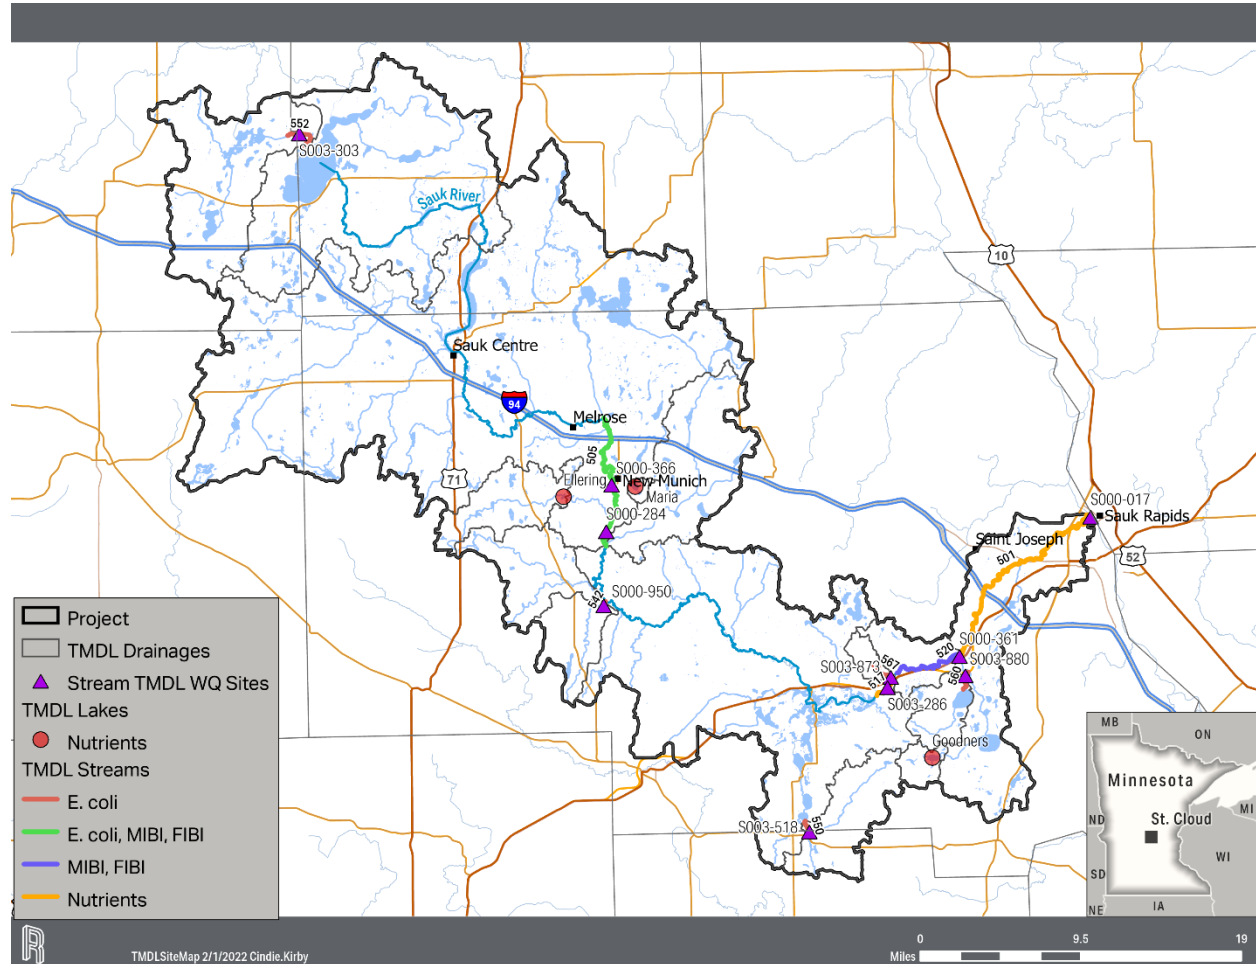 552
S003-303
Sauk River
10
Sauk Centre
94
Melrose
505
71
S000-366
Ellering
New Munich
Maria
S000-284
S000-017
Sauk Rapids
Saint Joseph
501
52
542
S000-950
S000-361
520
S003-880
S003-873
567
517
560
S003-286
Goodners
S003-518
550
Project
TMDL Drainages
Stream TMDL WQ Sites
TMDL Lakes
Nutrients
TMDL Streams
E. coli
E. coli, MIBI, FIBI
MIBI, FIBI
Nutrients
MB
ON
Minnesota
MI
ND
St. Cloud
WI
SD
NE
IA
R
TMDLSiteMap 2/1/2022 Cindie.Kirby
0 9.5 19
Miles